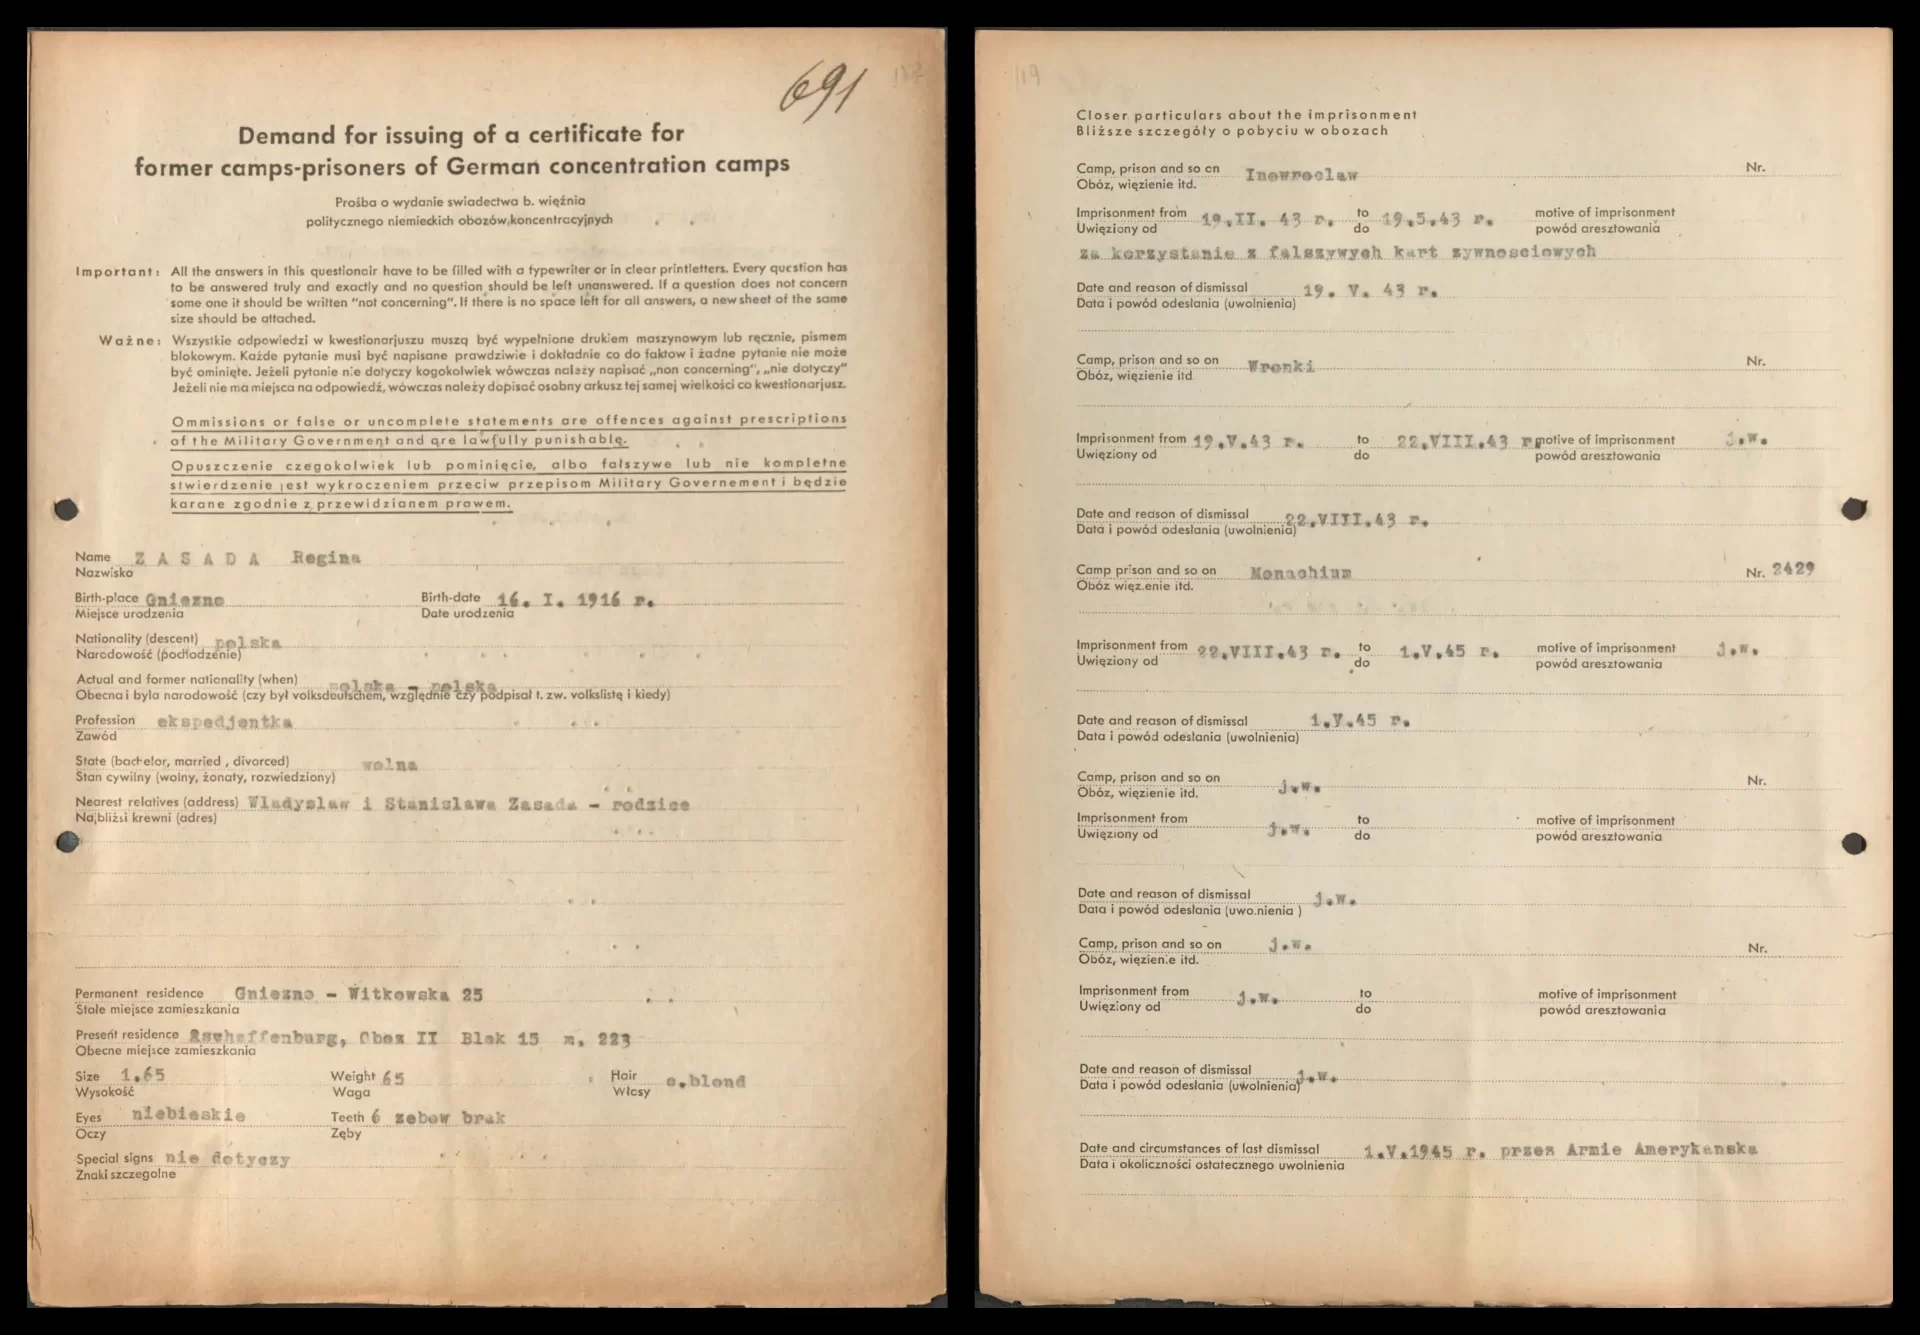 691
Demand for issuing of a certificate for
former camps-prisoners of German concentration camps
Prośba o wydanie swiadectwa b. więźnia
politycznego niemieckich obozów koncentracyjnych
Important: All the answers in this questionair have to be filled with a typewriter or in clear printletters. Every question has
to be answered truly and exactly and no question should be left unanswered. If a question does not concern
some one it should be written "not concerning". If there is no space left for all answers, a new sheet of the same
size should be attached.
Ważne: Wszystkie odpowiedzi w kwestionarjuszu muszą być wypełnione drukiem maszynowym lub ręcznie, pismem
blokowym. Każde pytanie musi być napisane prawdziwie i dokładnie co do faktow i żadne pytanie nie może
być ominięte. Jeżeli pytanie nie dotyczy kogokolwiek wówczas należy napisać „non concerning", „nie dotyczy"
Jeżeli nie ma miejsca na odpowiedź, wówczas należy dopisać osobny arkusz tej samej wielkości co kwestionarjusz.
Ommissions or false or uncomplete statements are offences against prescriptions
of the Military Government and are lawfully punishable.
Opuszczenie czegokolwiek lub pominięcie, albo fałszywe lub nie kompletne
stwierdzenie jest wykroczeniem przeciw przepisom Military Governement i będzie
karane zgodnie z przewidzianem prawem.
Name ZASADA Regina
Nazwisko
Birth-place Gniezno Birth-date 16. I. 1916 r.
Miejsce urodzenia Date urodzenia
Nationality (descent) polska
Narodowość (pochodzenie)
Actual and former nationality (when) polska - polska
Obecna i była narodowość (czy był volksdeutschem, względnie czy podpisał t. zw. volkslistę i kiedy)
Profession ekspedjentka
Zawód
State (bachelor, married, divorced) wolna
Stan cywilny (wolny, żonaty, rozwiedziony)
Nearest relatives (address) Wladyslaw i Stanislawa Zasada - rodzice
Najbliżsi krewni (adres)
Permanent residence Gniezno - Witkowska 25
Stałe miejsce zamieszkania
Present residence Aschaffenburg, Oboz II Blok 15 m. 223
Obecne miejsce zamieszkania
Size 1.65 Weight 65 Hair c.blond
Wysokość Waga Włosy
Eyes niebieskie Teeth 6 zebow brak
Oczy Zęby
Special signs nie dotyczy
Znaki szczególne
119
Closer particulars about the imprisonment
Bliższe szczegóły o pobyciu w obozach
Camp, prison and so on Inowroclaw Nr.
Obóz, więzienie itd.
Imprisonment from 19.II. 43 r. to 19.5.43 r. motive of imprisonment
Uwięziony od do powód aresztowania
za korzystanie z falszywych kart zywnosciowych
Date and reason of dismissal 19. V. 43 r.
Data i powód odesłania (uwolnienia)
Camp, prison and so on Wronki Nr.
Obóz, więzienie itd
Imprisonment from 19.V.43 r. to 22.VIII.43 r. motive of imprisonment j.w.
Uwięziony od do powód aresztowania
Date and reason of dismissal 22.VIII.43 r.
Data i powód odesłania (uwolnienia)
Camp prison and so on Monachium Nr. 2429
Obóz więz.enie itd.
Imprisonment from 22.VIII.43 r. to 1.V.45 r. motive of imprisonment j.w.
Uwięziony od do powód aresztowania
Date and reason of dismissal 1.V.45 r.
Data i powód odesłania (uwolnienia)
Camp, prison and so on j.w. Nr.
Obóz, więzienie itd.
Imprisonment from j.w. to motive of imprisonment
Uwięziony od do powód aresztowania
Date and reason of dismissal j.w.
Data i powód odesłania (uwo.nienia )
Camp, prison and so on j.w. Nr.
Obóz, więzien.e itd.
Imprisonment from j.w. to motive of imprisonment
Uwięziony od do powód aresztowania
Date and reason of dismissal j.w.
Data i powód odesłania (uwolnienia)
Date and circumstances of last dismissal 1.V.1945 r. przez Armie Amerykanska
Data i okoliczności ostatecznego uwolnienia